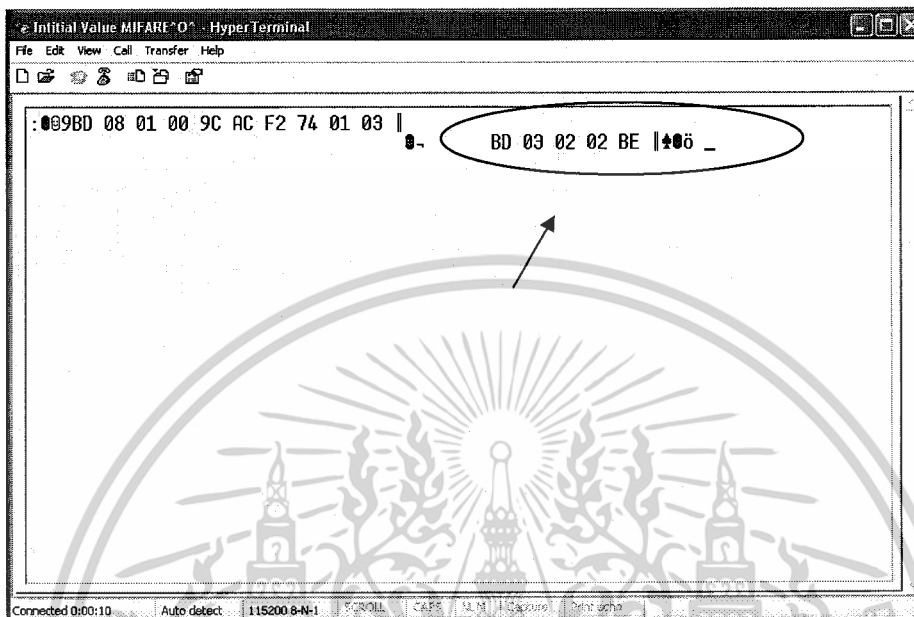 Intitial Value MIFARE^O^ - HyperTerminal
File Edit View Call Transfer Help
9BD 08 01 00 9C AC F2 74 01 03 ‖
BD 03 02 02 BE ‖♠ö _
Connected 0:00:10 Auto detect 115200 8-N-1 SCROLL CAPS NUM Capture Print echo